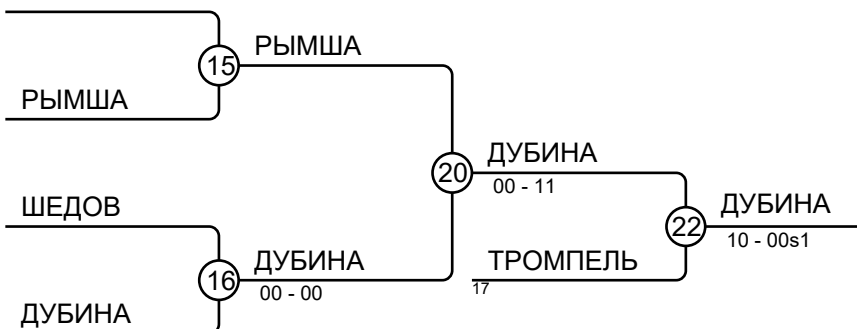 РЫМША
15
РЫМША
ДУБИНА
20
00 - 11
ШЕДОВ
ДУБИНА
22
10 - 00s1
ДУБИНА
ТРОМПЕЛЬ
16
00 - 00
17
ДУБИНА